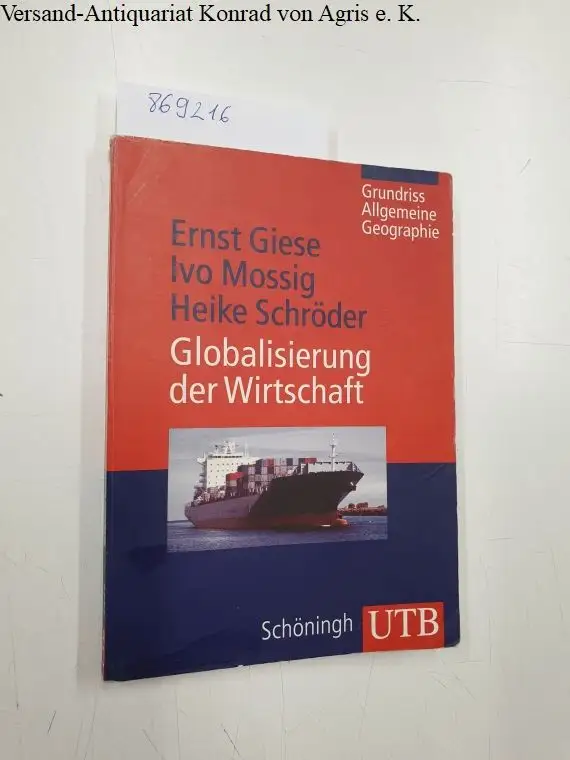 Versand-Antiquariat Konrad von Agris e. K.
869216
Grundriss
Allgemeine
Geographie
Ernst Giese
Ivo Mossig
Heike Schröder
Globalisierung
der Wirtschaft
Schöningh
UTB